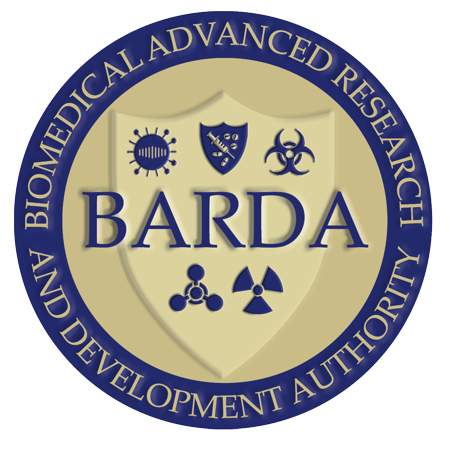 BIOMEDICAL ADVANCED RESEARCH
AND DEVELOPMENT AUTHORITY
BARDA